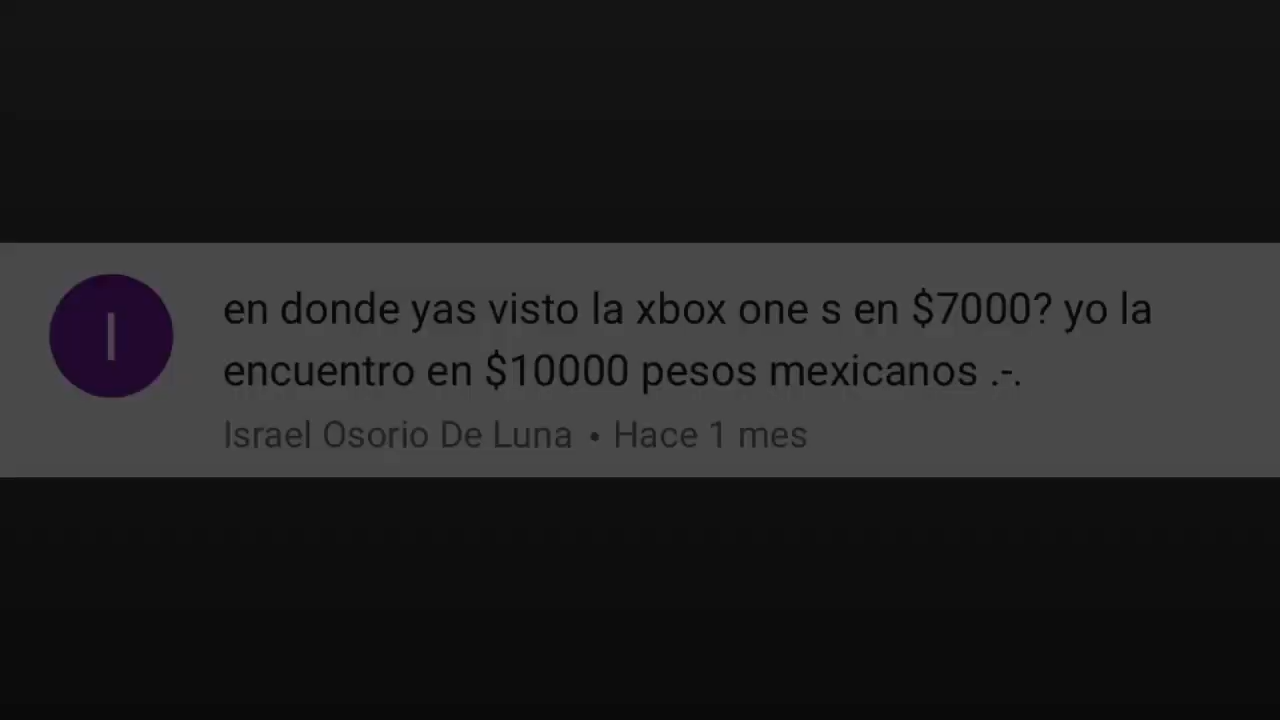 I
en donde yas visto la xbox one s en $7000? yo la
encuentro en $10000 pesos mexicanos .-.
Israel Osorio De Luna • Hace 1 mes